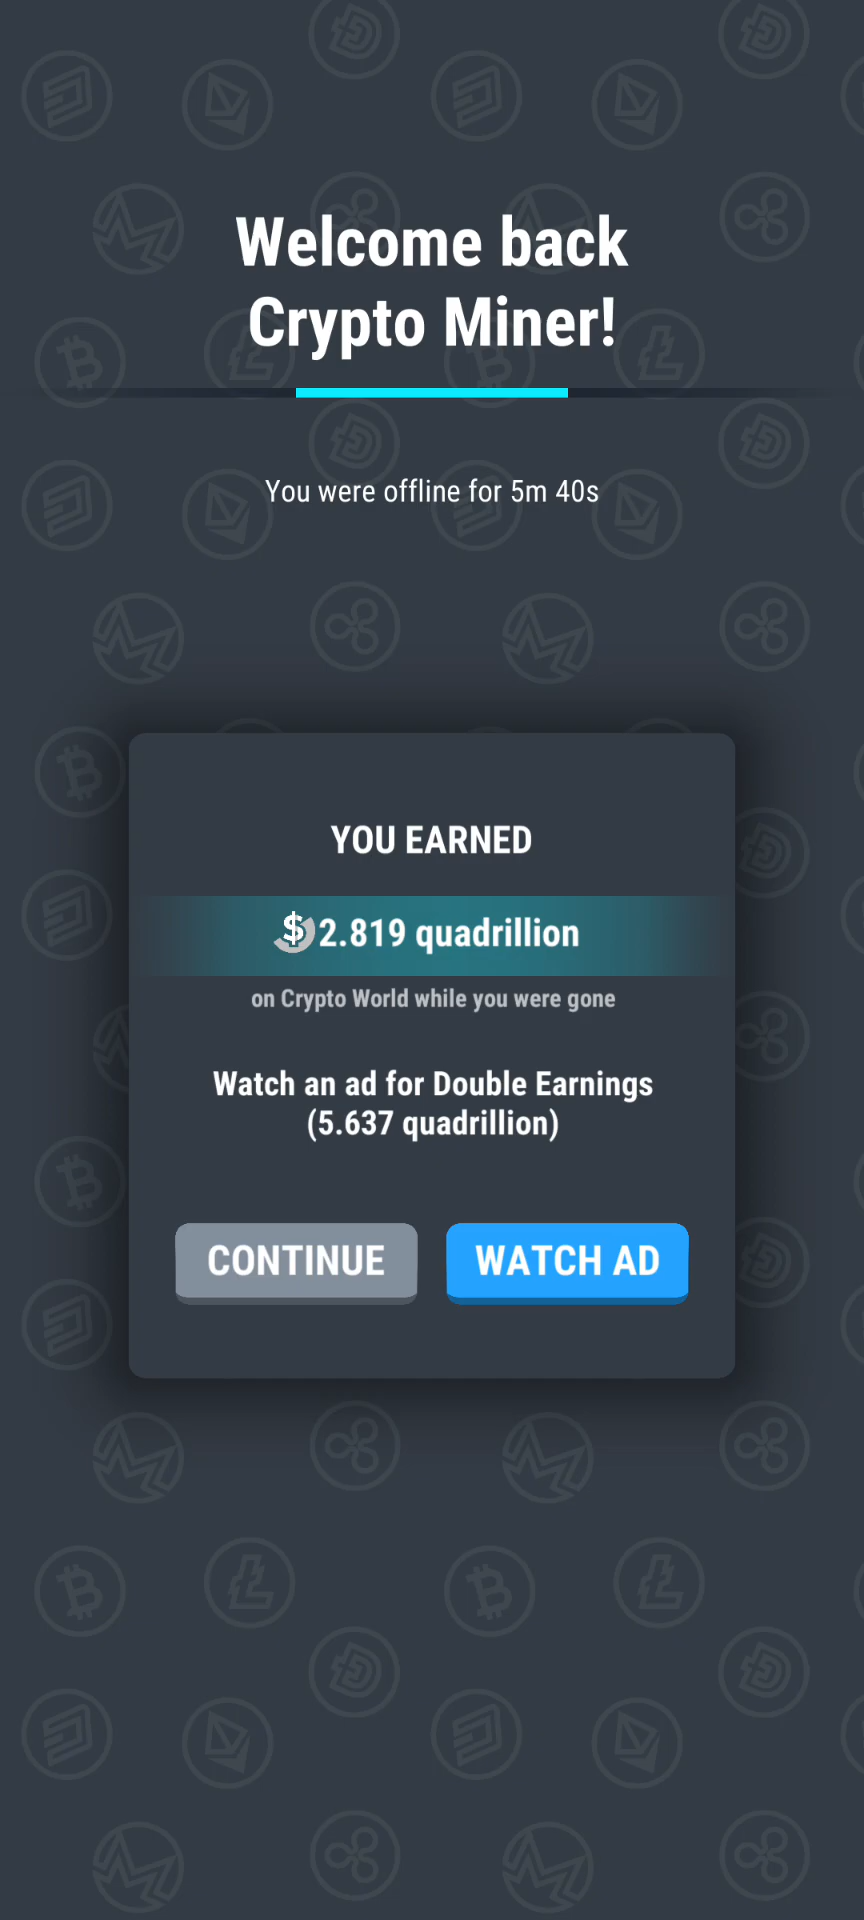 Welcome back
Crypto Miner!
You were offline for 5m 40s
YOU EARNED
$ 2.819 quadrillion
on Crypto World while you were gone
Watch an ad for Double Earnings
(5.637 quadrillion)
CONTINUE
WATCH AD